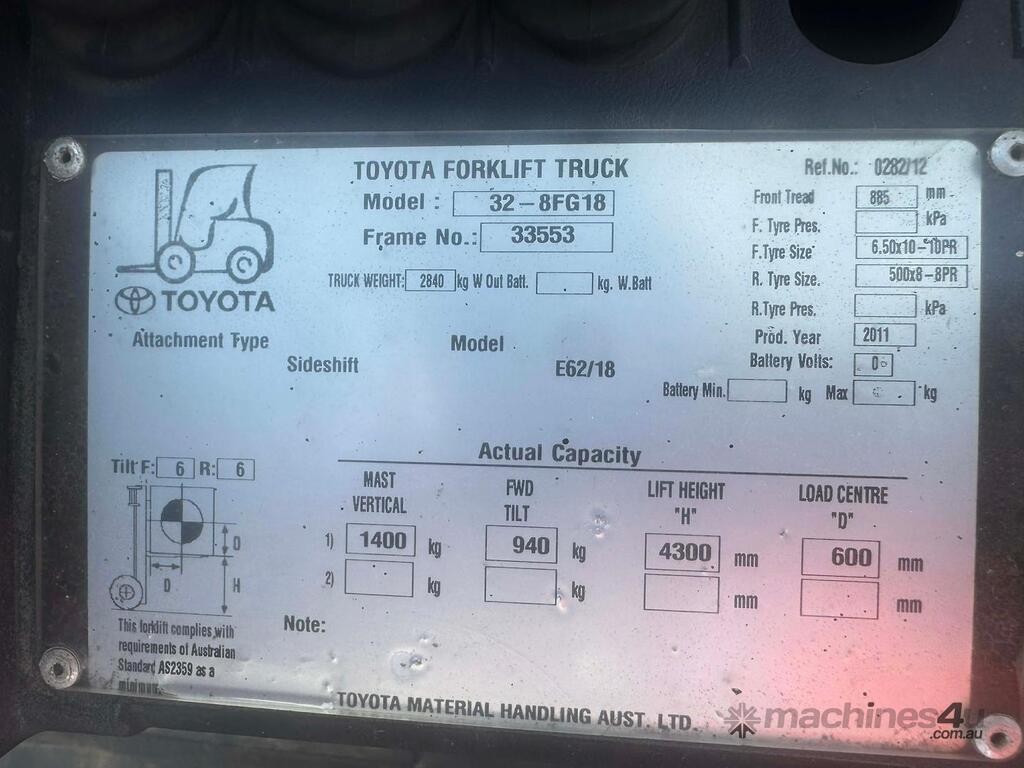 TOYOTA FORKLIFT TRUCK
Ref.No.: 0282/12
Model : 32-8FG18
Front Tread 885 mm
Frame No.: 33553
F. Tyre Pres. kPa
F.Tyre Size 6.50x10-10PR
TRUCK WEIGHT: 2840 kg W Out Batt. kg. W.Batt
R. Tyre Size. 500x8-8PR
TOYOTA
R.Tyre Pres. kPa
Attachment Type Model
Prod. Year 2011
Sideshift E62/18
Battery Volts: 0
Battery Min. kg Max kg
Actual Capacity
Tilt F: 6 R: 6
MAST VERTICAL
FWD TILT
LIFT HEIGHT "H"
LOAD CENTRE "D"
1) 1400 kg 940 kg 4300 mm 600 mm
2) kg kg mm mm
D
D H
This forklift complies with
requirements of Australian
Standard AS2359 as a
minimum.
Note:
TOYOTA MATERIAL HANDLING AUST. LTD.
machines4u
.com.au